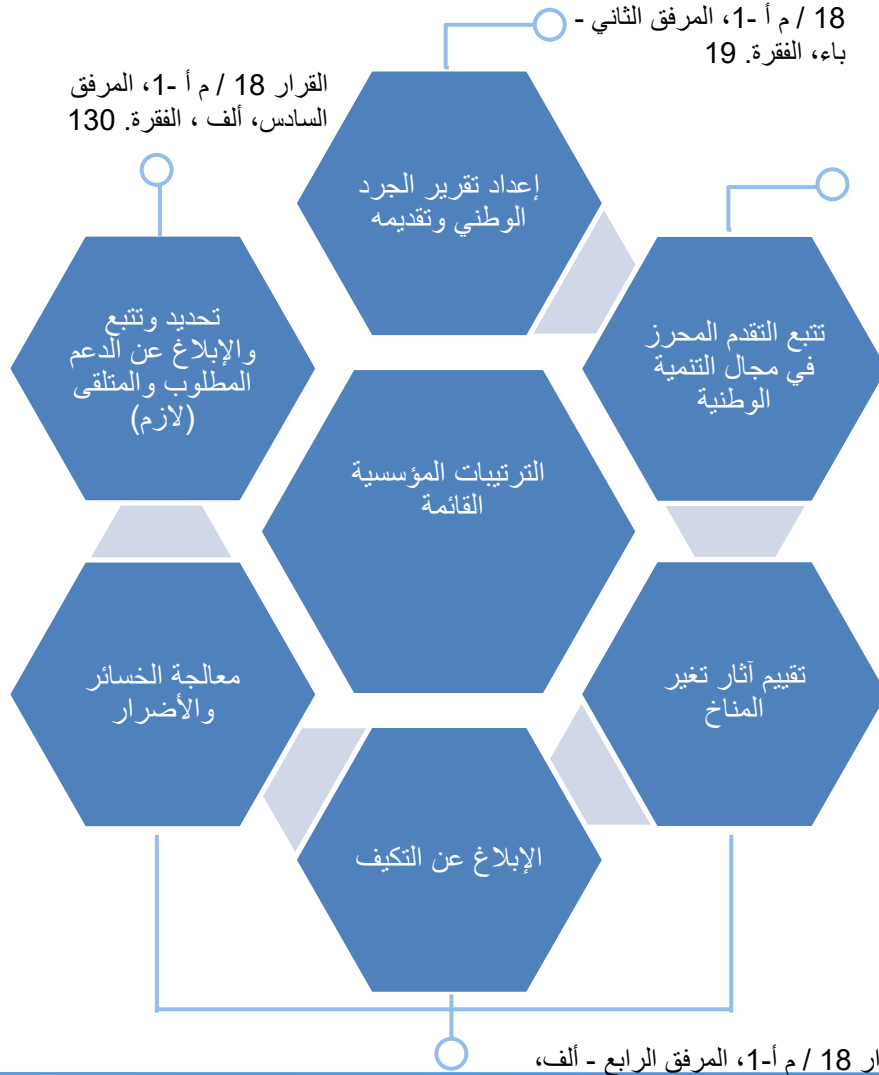 18 / م أ -1، المرفق الثاني -
باء، الفقرة. 19
القرار 18 / م أ -1، المرفق
السادس، ألف ، الفقرة. 130
إعداد تقرير الجرد
الوطني وتقديمه
تتبع التقدم المحرز
في مجال التنمية
الوطنية
تحديد وتتبع
والإبلاغ عن الدعم
المطلوب والمتلقى
(لازم)
الترتيبات المؤسسية
القائمة
تقييم آثار تغير
المناخ
معالجة الخسائر
والأضرار
الإبلاغ عن التكيف
18 / م أ-1، المرفق الرابع - ألف،